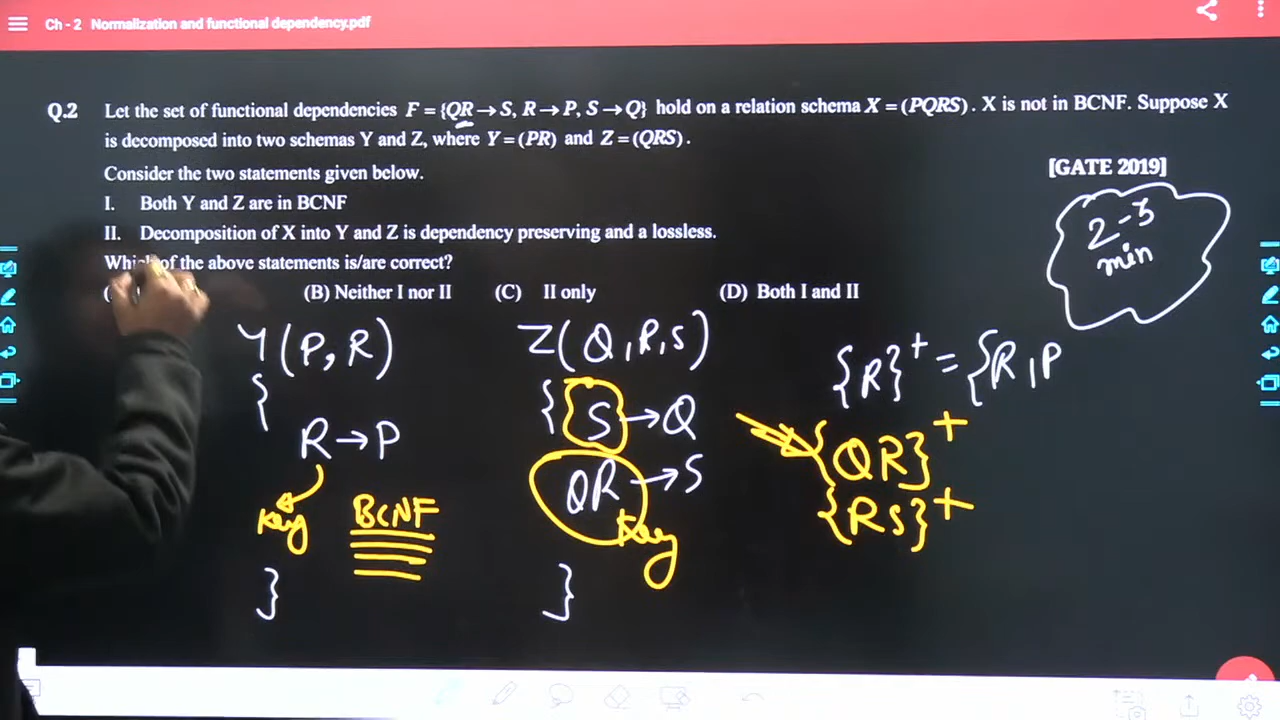 Ch - 2 Normalization and functional dependency.pdf
Q.2 Let the set of functional dependencies F = {QR → S, R → P, S → Q} hold on a relation schema X = (PQRS). X is not in BCNF. Suppose X
is decomposed into two schemas Y and Z, where Y = (PR) and Z = (QRS).
[GATE 2019]
Consider the two statements given below.
I. Both Y and Z are in BCNF
II. Decomposition of X into Y and Z is dependency preserving and a lossless.
2-5
min
of the above statements is/are correct?
(B) Neither I nor II (C) II only (D) Both I and II
Y(P, R) Z(Q,R,S) {R}+ = {R,P
{ { S → Q
R → P {QR}+
QR → S
Key BCNF Key {RS}+
} }